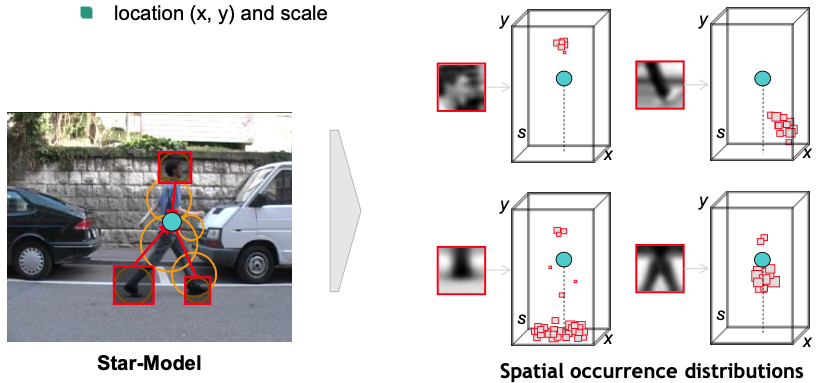 location (x, y) and scale
y
s
x
y
s
x
y
s
x
y
s
x
Star-Model
Spatial occurrence distributions